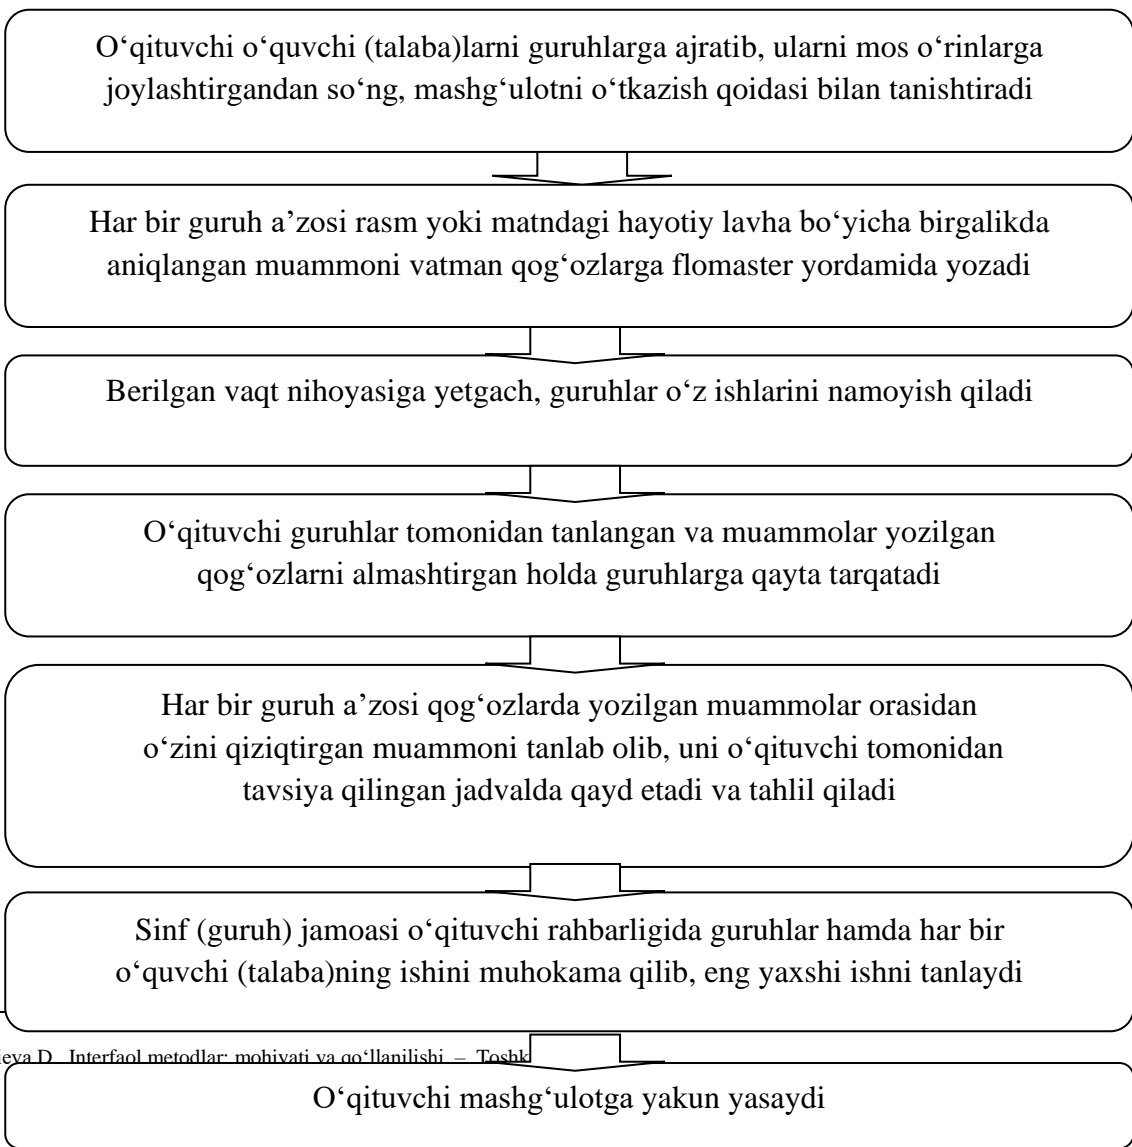 O‘qituvchi o‘quvchi (talaba)larni guruhlarga ajratib, ularni mos o‘rinlarga
joylashtirgandan so‘ng, mashg‘ulotni o‘tkazish qoidasi bilan tanishtiradi
Har bir guruh a’zosi rasm yoki matndagi hayotiy lavha bo‘yicha birgalikda
aniqlangan muammoni vatman qog‘ozlarga flomaster yordamida yozadi
Berilgan vaqt nihoyasiga yetgach, guruhlar o‘z ishlarini namoyish qiladi
O‘qituvchi guruhlar tomonidan tanlangan va muammolar yozilgan
qog‘ozlarni almashtirgan holda guruhlarga qayta tarqatadi
Har bir guruh a’zosi qog‘ozlarda yozilgan muammolar orasidan
o‘zini qiziqtirgan muammoni tanlab olib, uni o‘qituvchi tomonidan
tavsiya qilingan jadvalda qayd etadi va tahlil qiladi
Sinf (guruh) jamoasi o‘qituvchi rahbarligida guruhlar hamda har bir
o‘quvchi (talaba)ning ishini muhokama qilib, eng yaxshi ishni tanlaydi
D. Interfaol metodlar: mohiyati va qo‘llanilishi. –
O‘qituvchi mashg‘ulotga yakun yasaydi